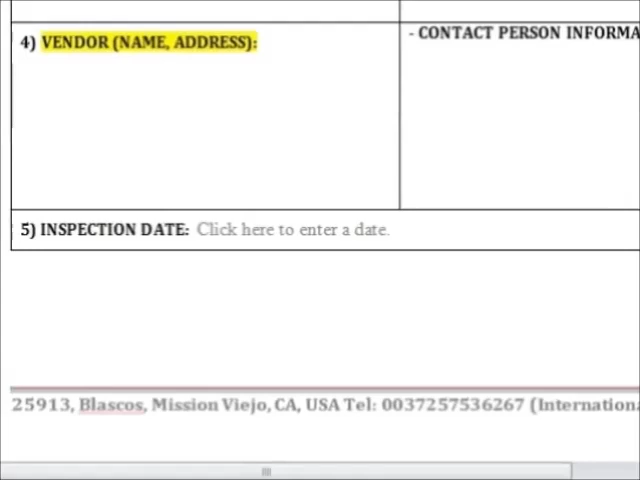 4) VENDOR (NAME, ADDRESS):
- CONTACT PERSON INFORMA
5) INSPECTION DATE: Click here to enter a date.
25913, Blascos, Mission Viejo, CA, USA Tel: 0037257536267 (Internationa